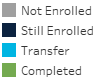 Not Enrolled
Still Enrolled
Transfer
Completed